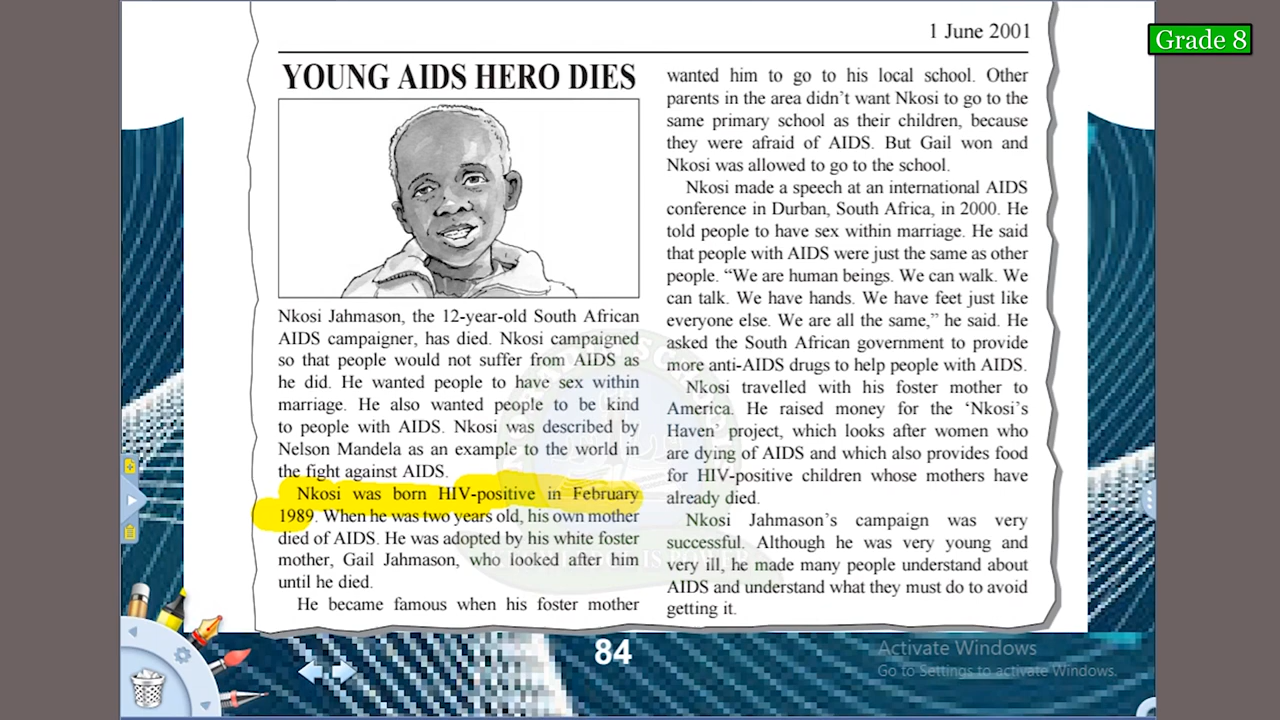 Grade 8
1 June 2001
YOUNG AIDS HERO DIES
Nkosi Jahmason, the 12-year-old South African
AIDS campaigner, has died. Nkosi campaigned
so that people would not suffer from AIDS as
he did. He wanted people to have sex within
marriage. He also wanted people to be kind
to people with AIDS. Nkosi was described by
Nelson Mandela as an example to the world in
the fight against AIDS.
Nkosi was born HIV-positive in February
1989. When he was two years old, his own mother
died of AIDS. He was adopted by his white foster
mother, Gail Jahmason, who looked after him
until he died.
He became famous when his foster mother
wanted him to go to his local school. Other
parents in the area didn't want Nkosi to go to the
same primary school as their children, because
they were afraid of AIDS. But Gail won and
Nkosi was allowed to go to the school.
Nkosi made a speech at an international AIDS
conference in Durban, South Africa, in 2000. He
told people to have sex within marriage. He said
that people with AIDS were just the same as other
people. “We are human beings. We can walk. We
can talk. We have hands. We have feet just like
everyone else. We are all the same,” he said. He
asked the South African government to provide
more anti-AIDS drugs to help people with AIDS.
Nkosi travelled with his foster mother to
America. He raised money for the ‘Nkosi's
Haven’ project, which looks after women who
are dying of AIDS and which also provides food
for HIV-positive children whose mothers have
already died.
Nkosi Jahmason's campaign was very
successful. Although he was very young and
very ill, he made many people understand about
AIDS and understand what they must do to avoid
getting it.
84
Activate Windows
Go to Settings to activate Windows.